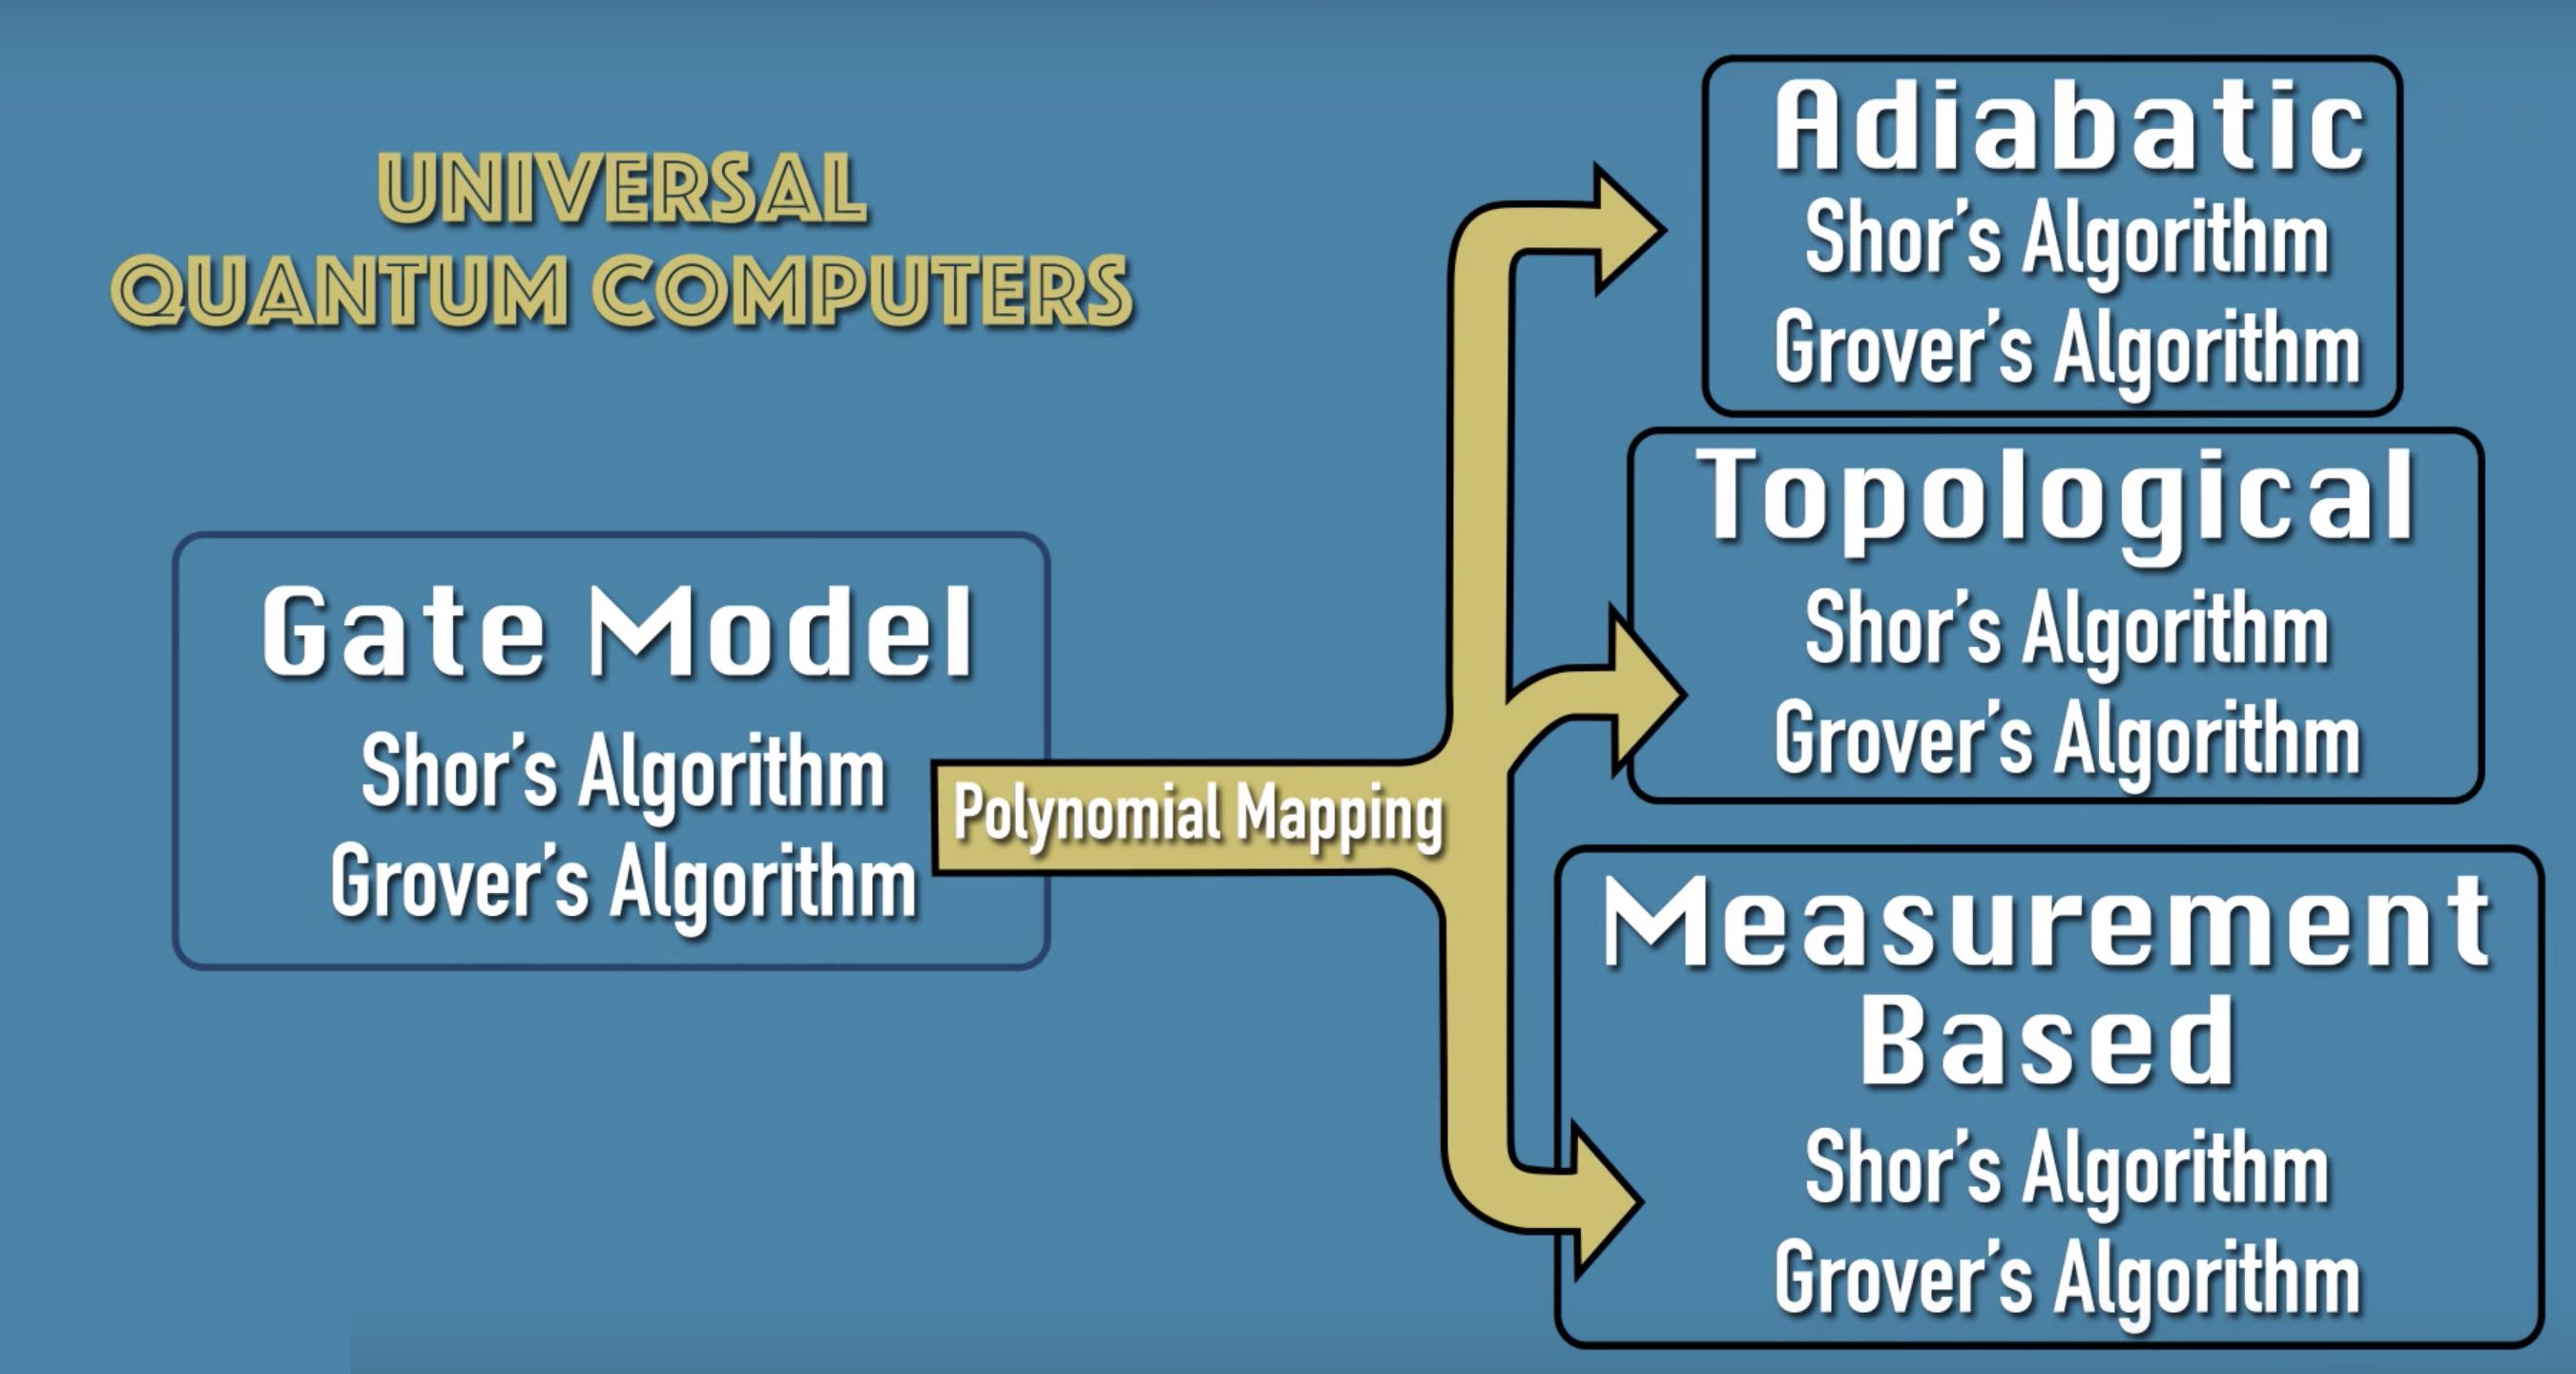 UNIVERSAL
QUANTUM COMPUTERS
Gate Model
Shor's Algorithm
Grover's Algorithm
Polynomial Mapping
Adiabatic
Shor's Algorithm
Grover's Algorithm
Topological
Shor's Algorithm
Grover's Algorithm
Measurement
Based
Shor's Algorithm
Grover's Algorithm